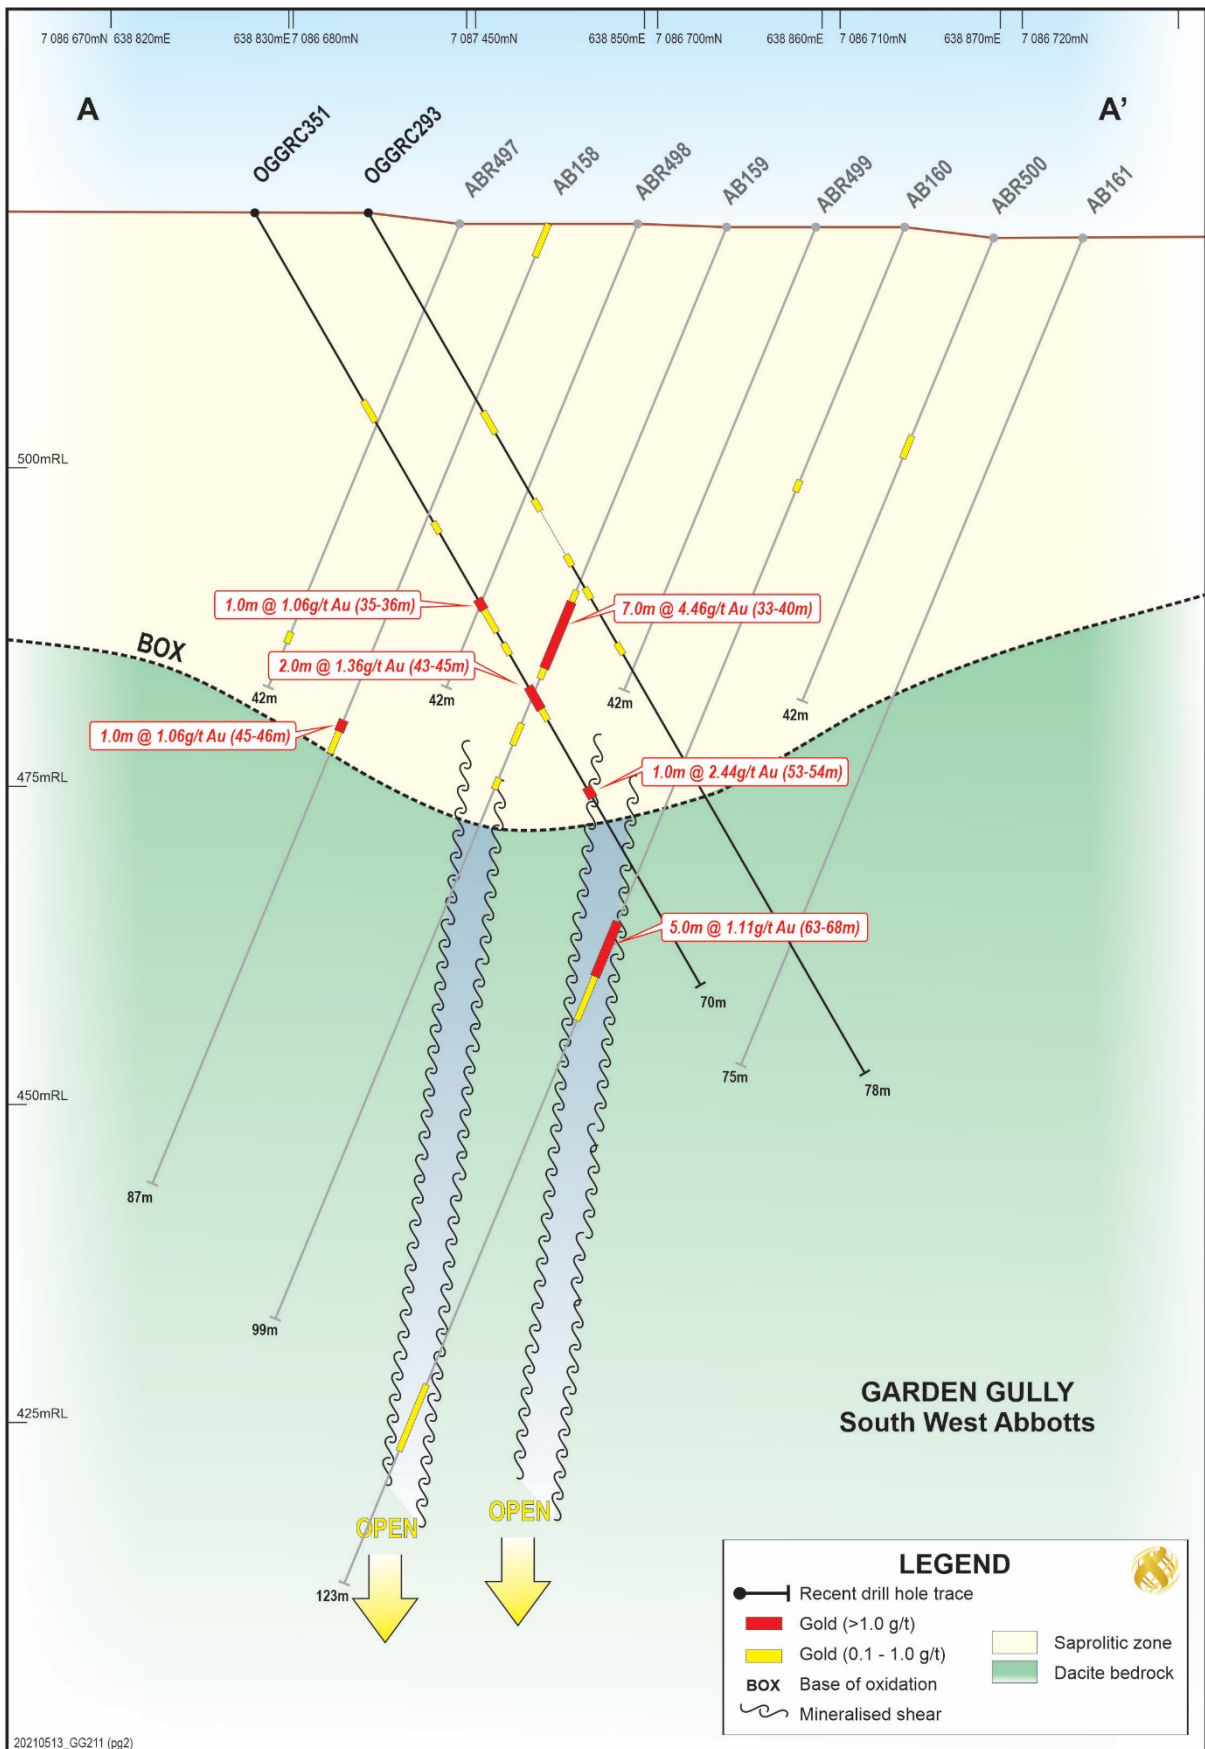 7 086 670mN 638 820mE 638 830mE 7 086 680mN 7 087 450mN 638 850mE 7 086 700mN 638 860mE 7 086 710mN 638 870mE 7 086 720mN
A
A'
OGGRC351
OGGRC293
ABR497
AB158
ABR498
AB159
ABR499
AB160
ABR500
AB161
500mRL
1.0m @ 1.06g/t Au (35-36m)
7.0m @ 4.46g/t Au (33-40m)
BOX
2.0m @ 1.36g/t Au (43-45m)
42m
42m
42m
42m
1.0m @ 1.06g/t Au (45-46m)
475mRL
1.0m @ 2.44g/t Au (53-54m)
5.0m @ 1.11g/t Au (63-68m)
70m
75m
78m
450mRL
87m
99m
GARDEN GULLY
South West Abbotts
425mRL
OPEN
OPEN
123m
LEGEND
Recent drill hole trace
Gold (>1.0 g/t)
Gold (0.1 - 1.0 g/t)
BOX Base of oxidation
Mineralised shear
Saprolitic zone
Dacite bedrock
20210513_GG211 (pg2)